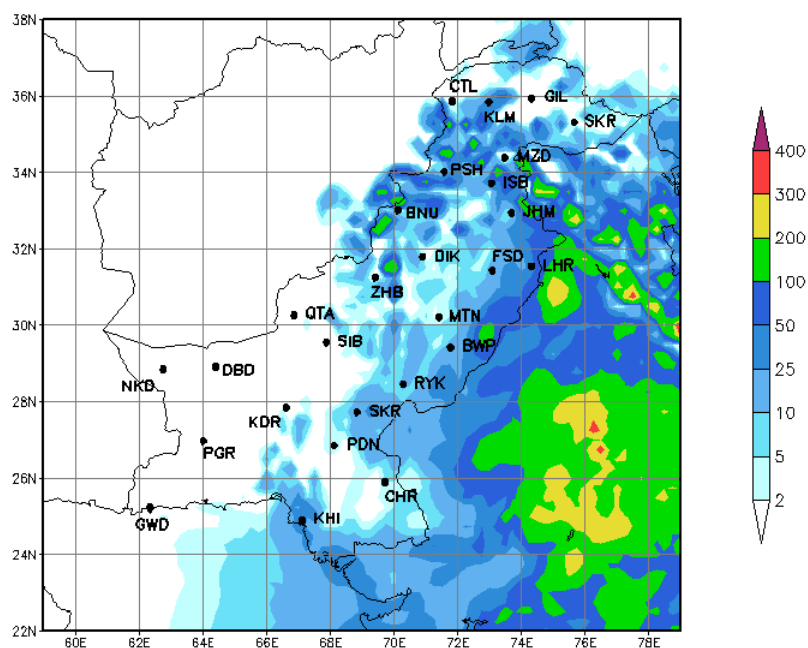 38N
36N
34N
32N
30N
28N
26N
24N
22N
CTL
KLM
GIL
SKR
MZD
PSH
ISB
BNU
JHM
DIK
FSD
LHR
ZHB
QTA
MTN
SIB
BWP
NKD
DBD
RYK
KDR
SKR
PGR
PDN
CHR
GWD
KHI
60E 62E 64E 66E 68E 70E 72E 74E 76E 78E
400
300
200
100
50
25
10
5
2